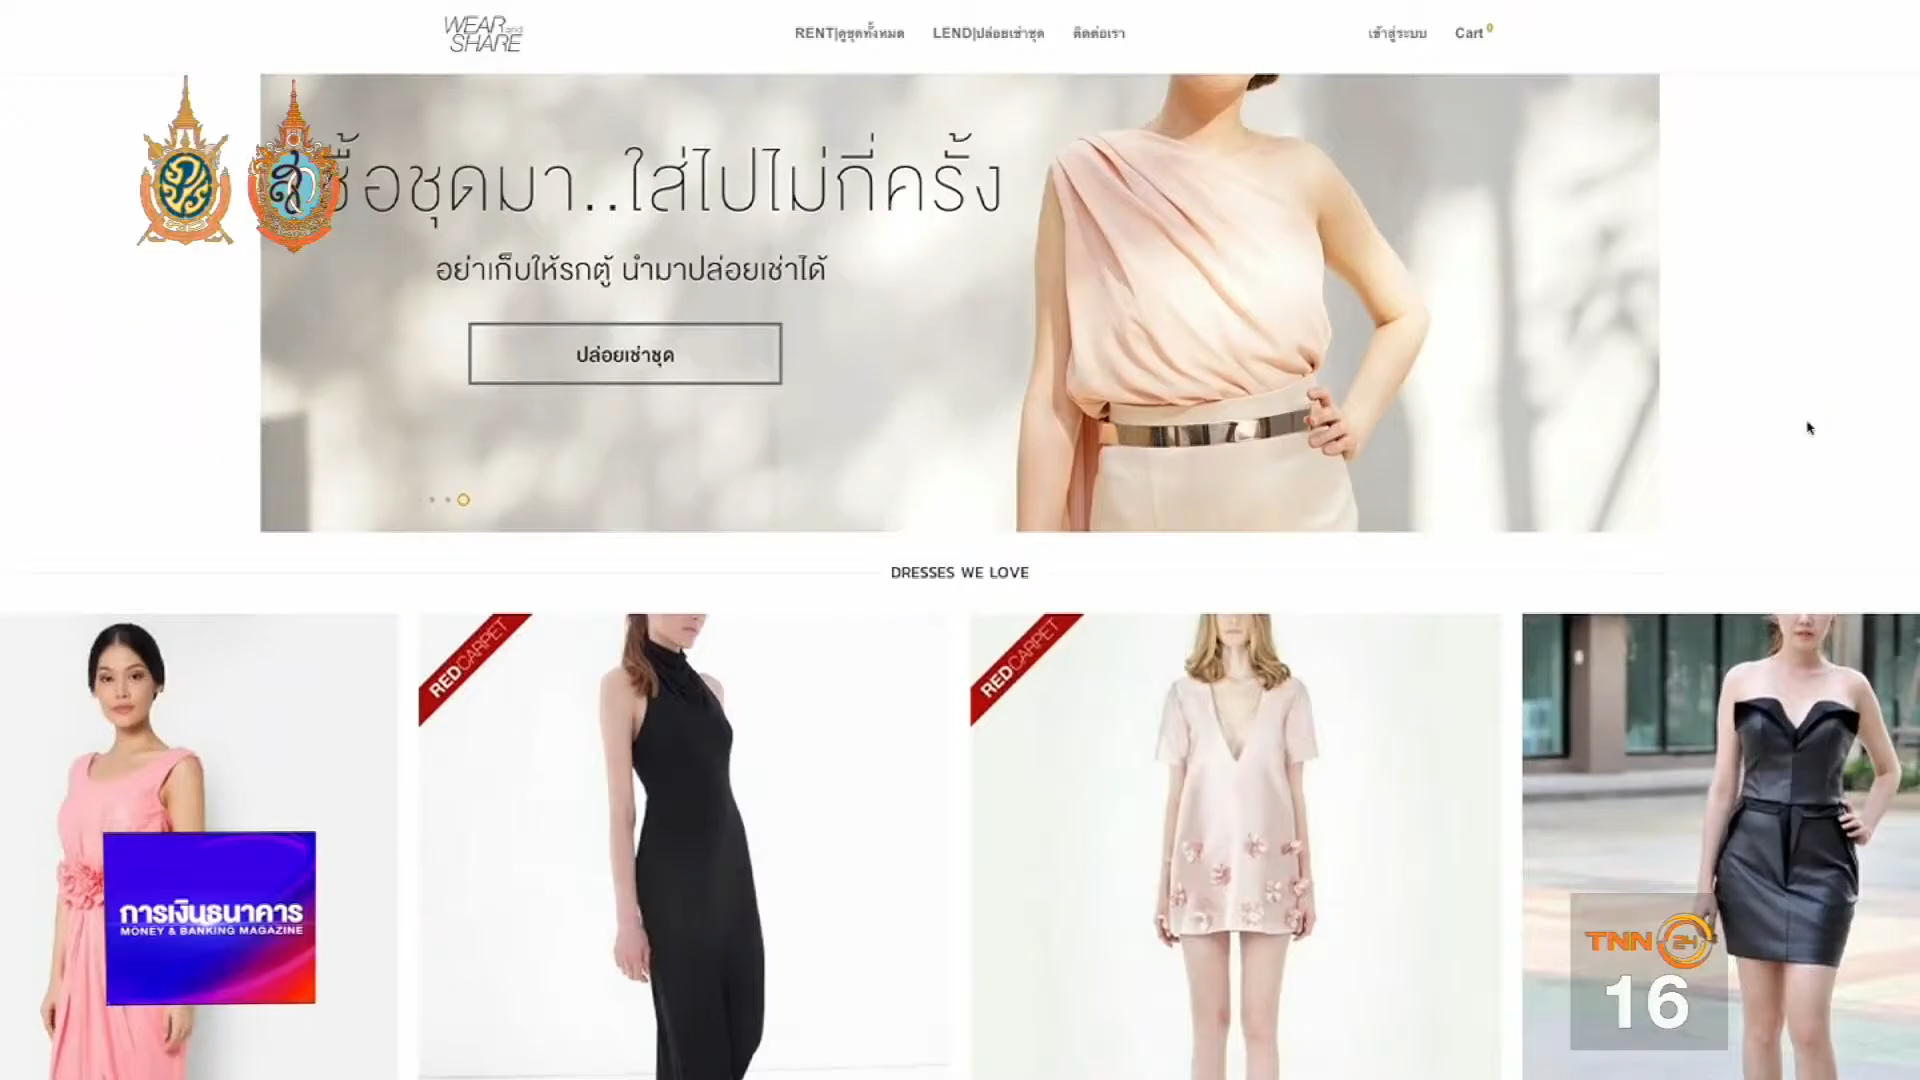 WEAR and
SHARE
RENT|ดูชุดทั้งหมด
LEND|ปล่อยเช่าชุด
ติดต่อเรา
เข้าสู่ระบบ
Cart 0
ซื้อชุดมา..ใส่ไปไม่กี่ครั้ง
อย่าเก็บให้รกตู้ นำมาปล่อยเช่าได้
ปล่อยเช่าชุด
DRESSES WE LOVE
REDCARPET
REDCARPET
การเงินธนาคาร
MONEY & BANKING MAGAZINE
TNN 24
16